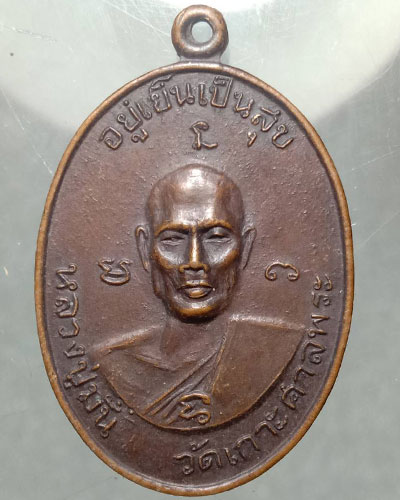 อยู่เย็นเป็นสุข
หลวงปู่มั่น
วัดเกาะศาลพระ